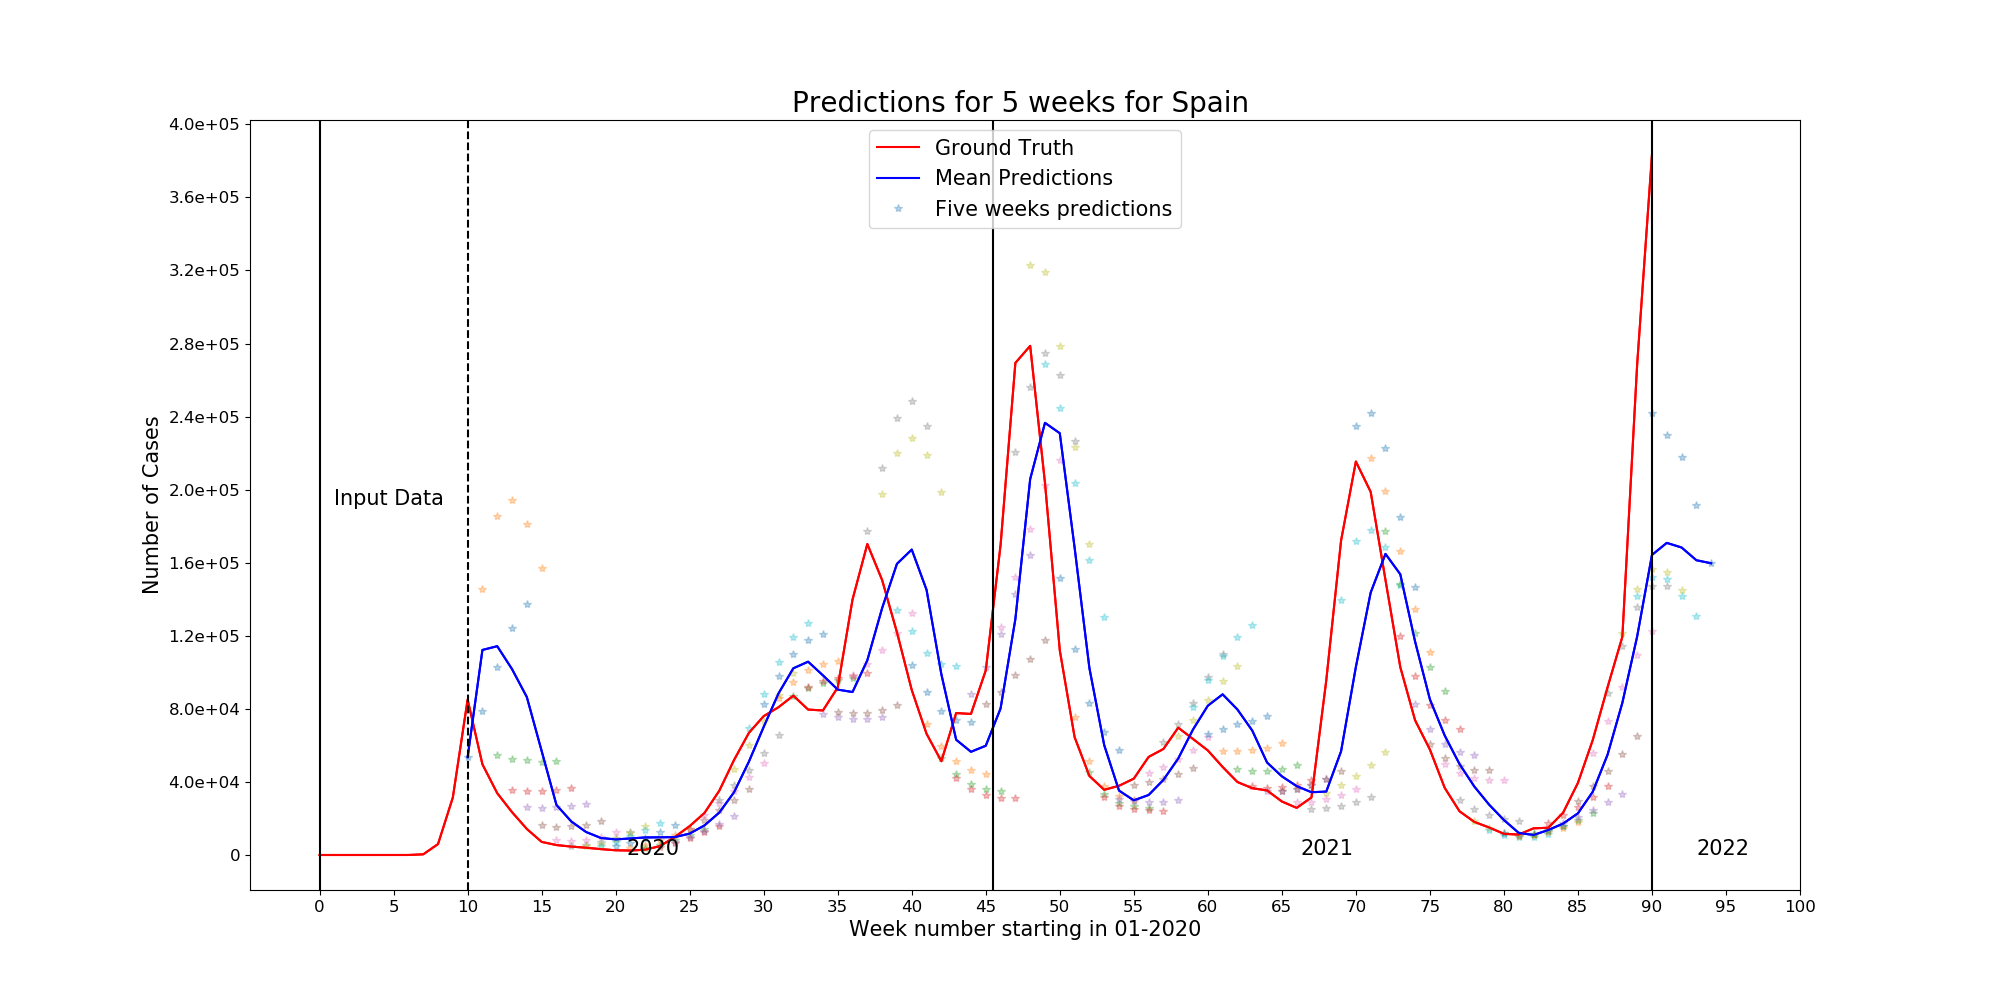 Predictions for 5 weeks for Spain
4.0e+05
3.6e+05
3.2e+05
2.8e+05
2.4e+05
2.0e+05
1.6e+05
1.2e+05
8.0e+04
4.0e+04
0
Number of Cases
Ground Truth
Mean Predictions
Five weeks predictions
Input Data
2020
2021
2022
0 5 10 15 20 25 30 35 40 45 50 55 60 65 70 75 80 85 90 95 100
Week number starting in 01-2020